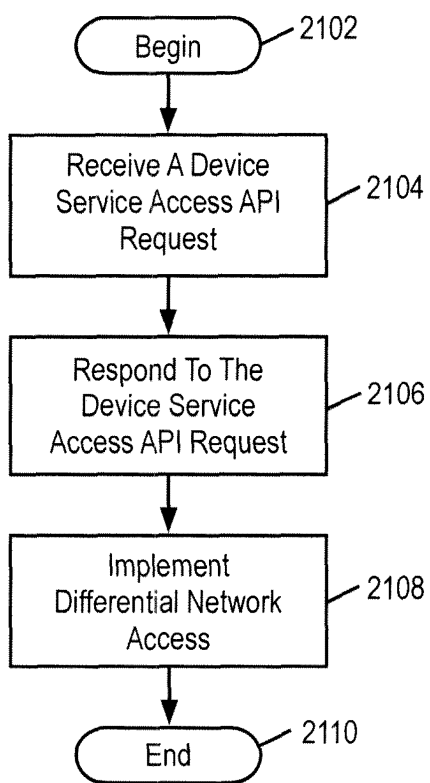 Begin
2102
Receive A Device
Service Access API
Request
2104
Respond To The
Device Service
Access API Request
2106
Implement
Differential Network
Access
2108
End
2110